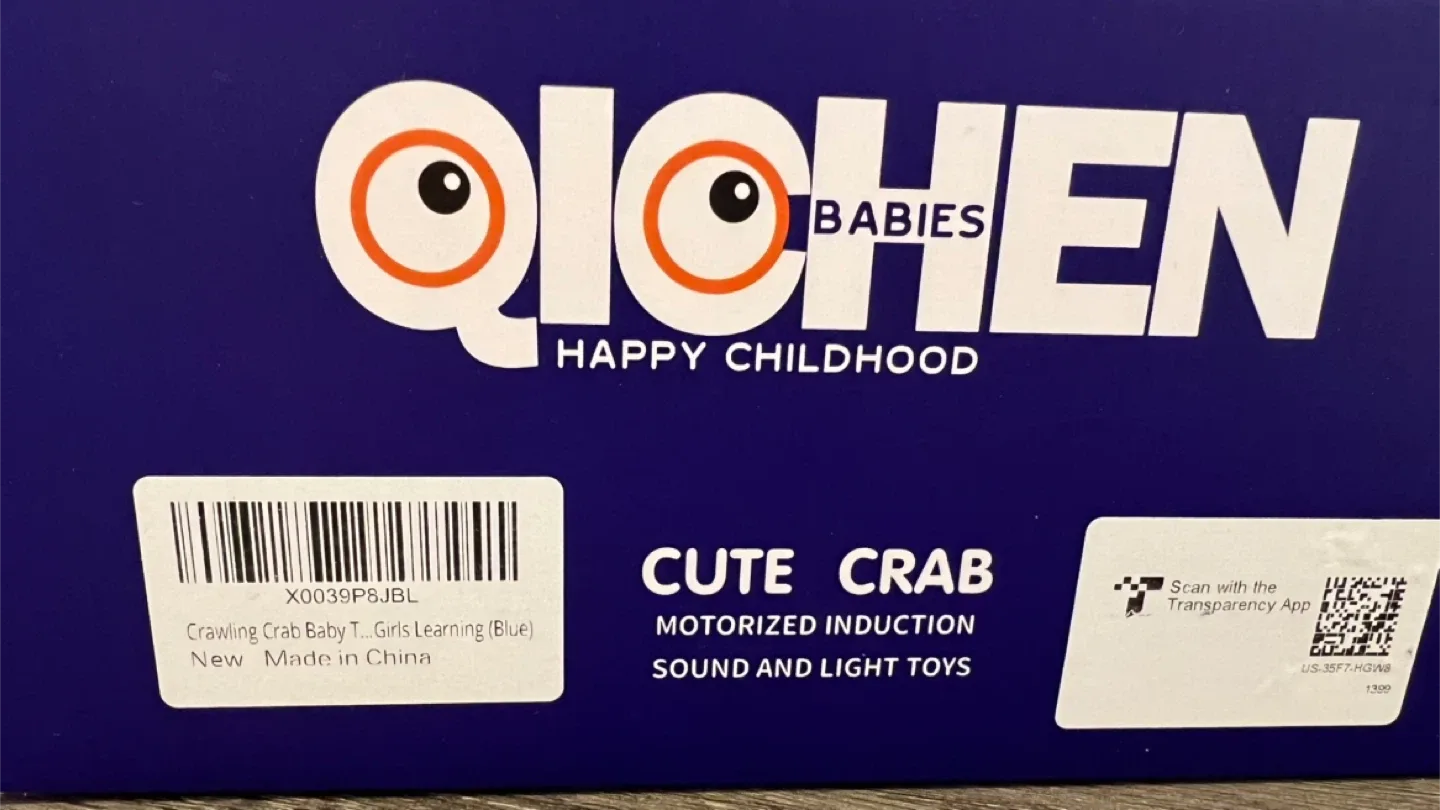 QICHEN
BABIES
HAPPY CHILDHOOD
X0039P8JBL
Crawling Crab Baby T...Girls Learning (Blue)
New Made in China
CUTE CRAB
MOTORIZED INDUCTION
SOUND AND LIGHT TOYS
Scan with the
Transparency App
US-35F7-HGW8
1399